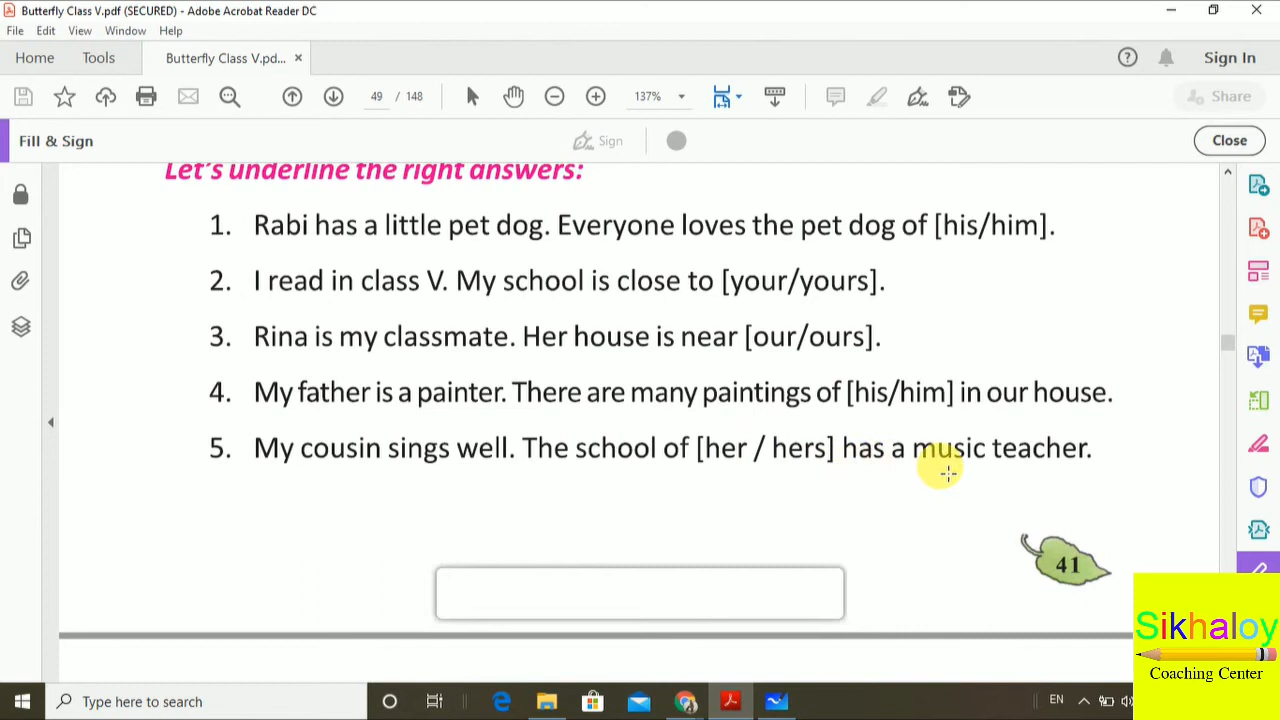 Butterfly Class V.pdf (SECURED) - Adobe Acrobat Reader DC
File Edit View Window Help
Home Tools Butterfly Class V.pd... × Sign In
49 / 148 137% Share
Fill & Sign Sign Close
Let's underline the right answers:
1. Rabi has a little pet dog. Everyone loves the pet dog of [his/him].
2. I read in class V. My school is close to [your/yours].
3. Rina is my classmate. Her house is near [our/ours].
4. My father is a painter. There are many paintings of [his/him] in our house.
5. My cousin sings well. The school of [her / hers] has a music teacher.
41
Sikhaloy
Coaching Center
Type here to search EN